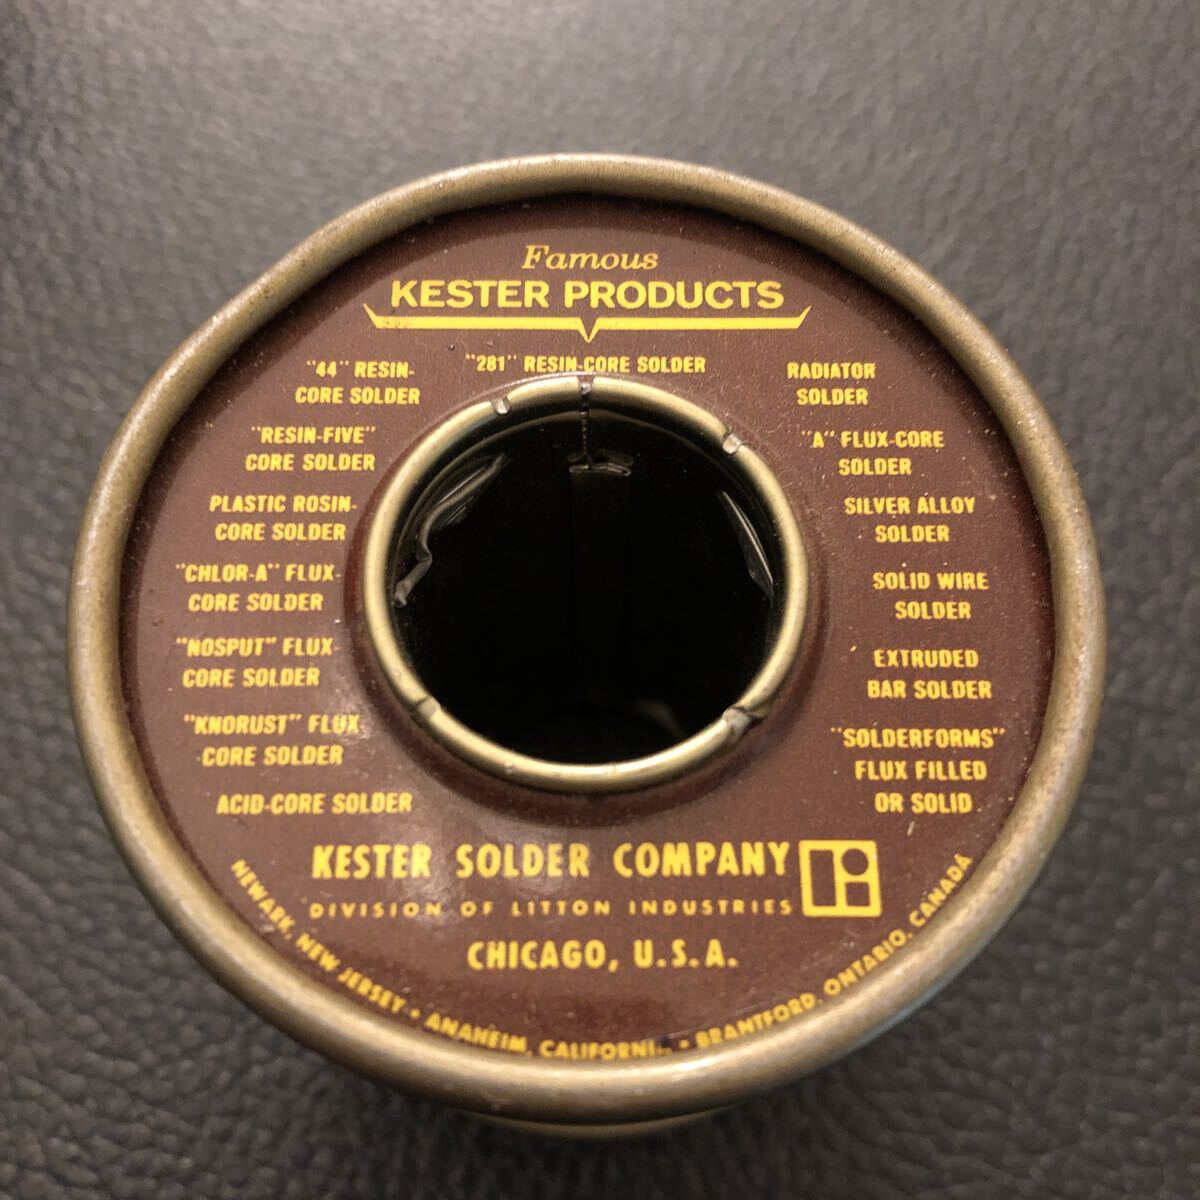 Famous
KESTER PRODUCTS
"44" RESIN-
CORE SOLDER
"RESIN-FIVE"
CORE SOLDER
PLASTIC ROSIN-
CORE SOLDER
"CHLOR-A" FLUX-
CORE SOLDER
"NOSPUT" FLUX-
CORE SOLDER
"KNORUST" FLUX
CORE SOLDER
ACID-CORE SOLDER
"281" RESIN-CORE SOLDER
RADIATOR
SOLDER
"A" FLUX-CORE
SOLDER
SILVER ALLOY
SOLDER
SOLID WIRE
SOLDER
EXTRUDED
BAR SOLDER
"SOLDERFORMS"
FLUX FILLED
OR SOLID
KESTER SOLDER COMPANY
DIVISION OF LITTON INDUSTRIES
CHICAGO, U.S.A.
NEWARK, NEW JERSEY • ANAHEIM, CALIFORNIA • BRANTFORD, ONTARIO, CANADA